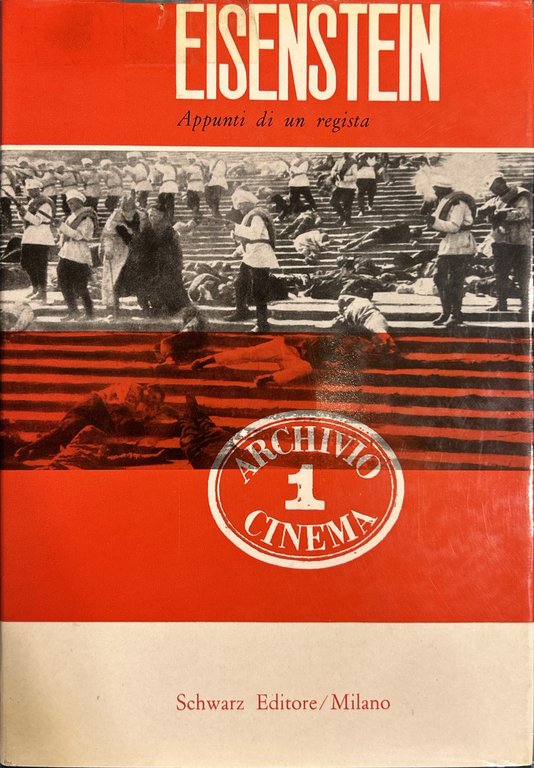 EISENSTEIN
Appunti di un regista
ARCHIVIO
1
CINEMA
Schwarz Editore/Milano